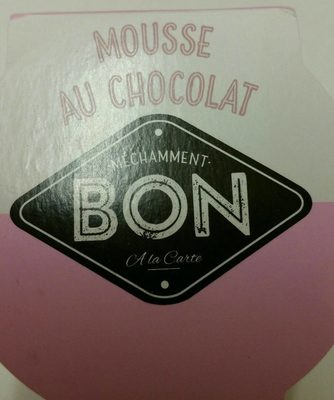 MOUSSE
AU CHOCOLAT
·MÉCHAMMENT·
BON
A la Carte